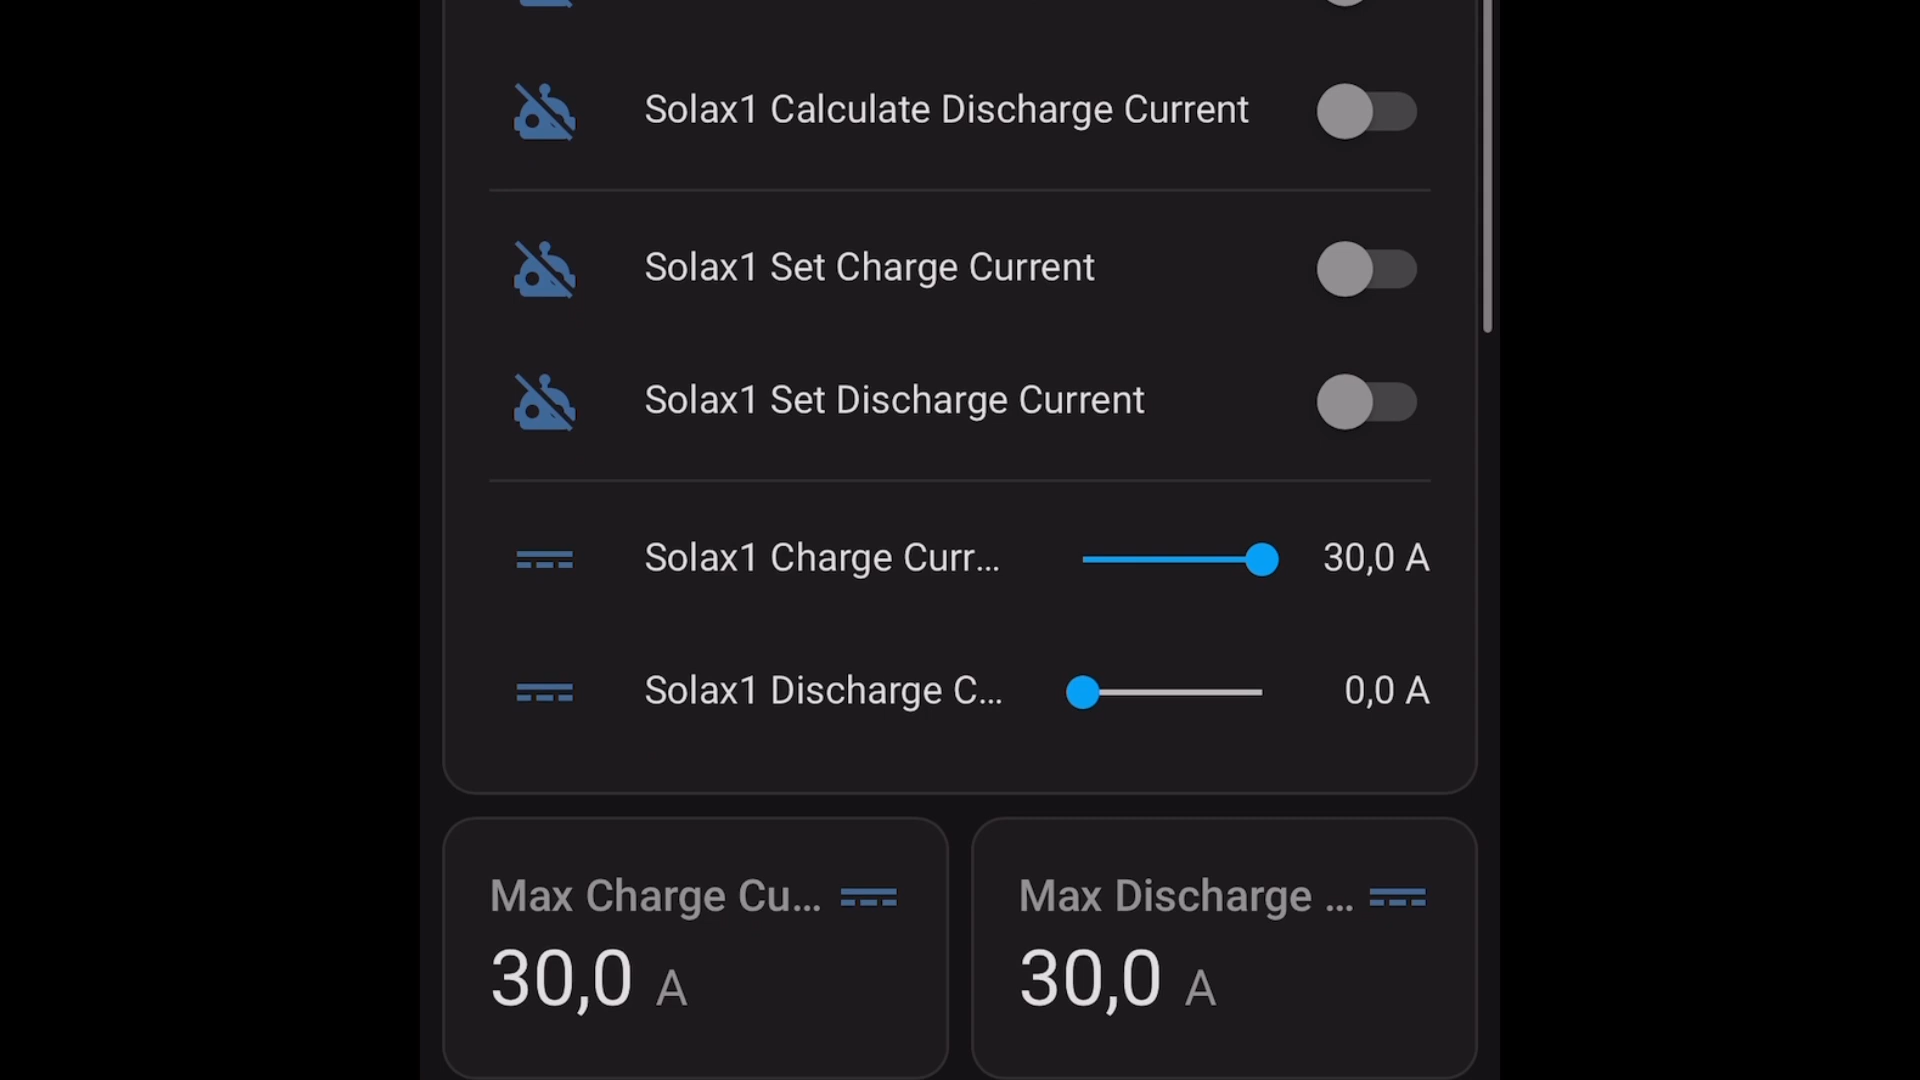 Solax1 Calculate Discharge Current
Solax1 Set Charge Current
Solax1 Set Discharge Current
Solax1 Charge Curr...
30,0 A
Solax1 Discharge C...
0,0 A
Max Charge Cu...
30,0 A
Max Discharge ...
30,0 A